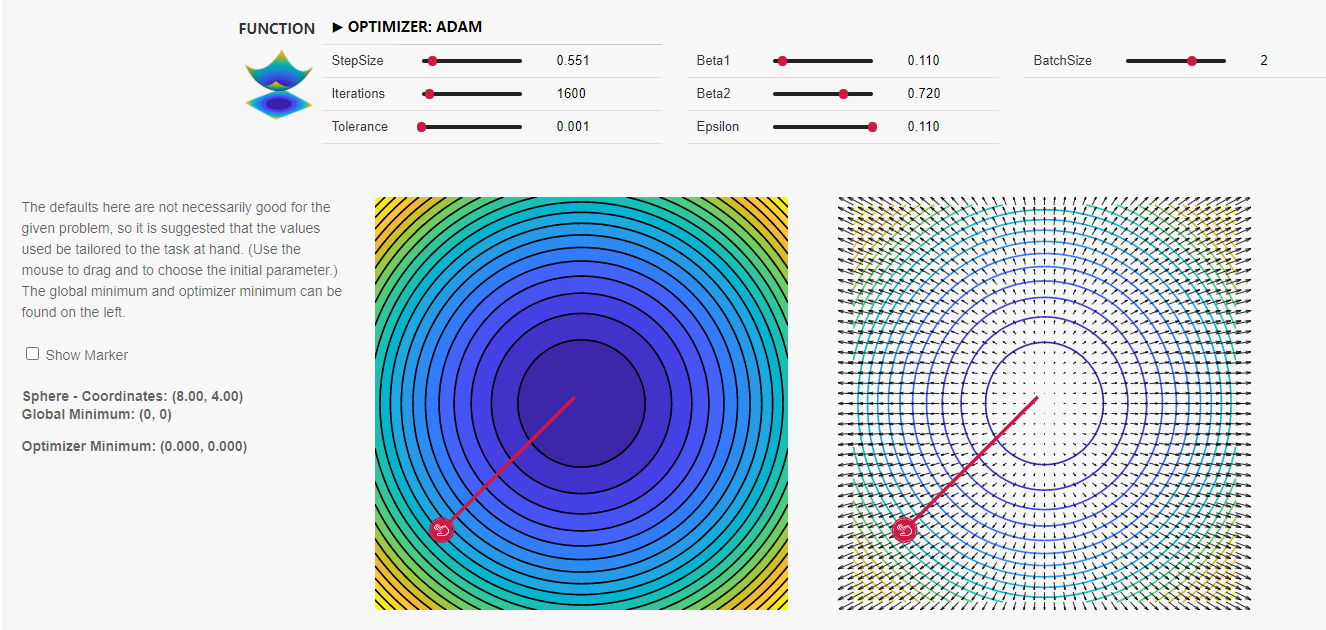 FUNCTION
► OPTIMIZER: ADAM
StepSize 0.551
Beta1 0.110
BatchSize 2
Iterations 1600
Beta2 0.720
Tolerance 0.001
Epsilon 0.110
The defaults here are not necessarily good for the
given problem, so it is suggested that the values
used be tailored to the task at hand. (Use the
mouse to drag and to choose the initial parameter.)
The global minimum and optimizer minimum can be
found on the left.
Show Marker
Sphere - Coordinates: (8.00, 4.00)
Global Minimum: (0, 0)
Optimizer Minimum: (0.000, 0.000)